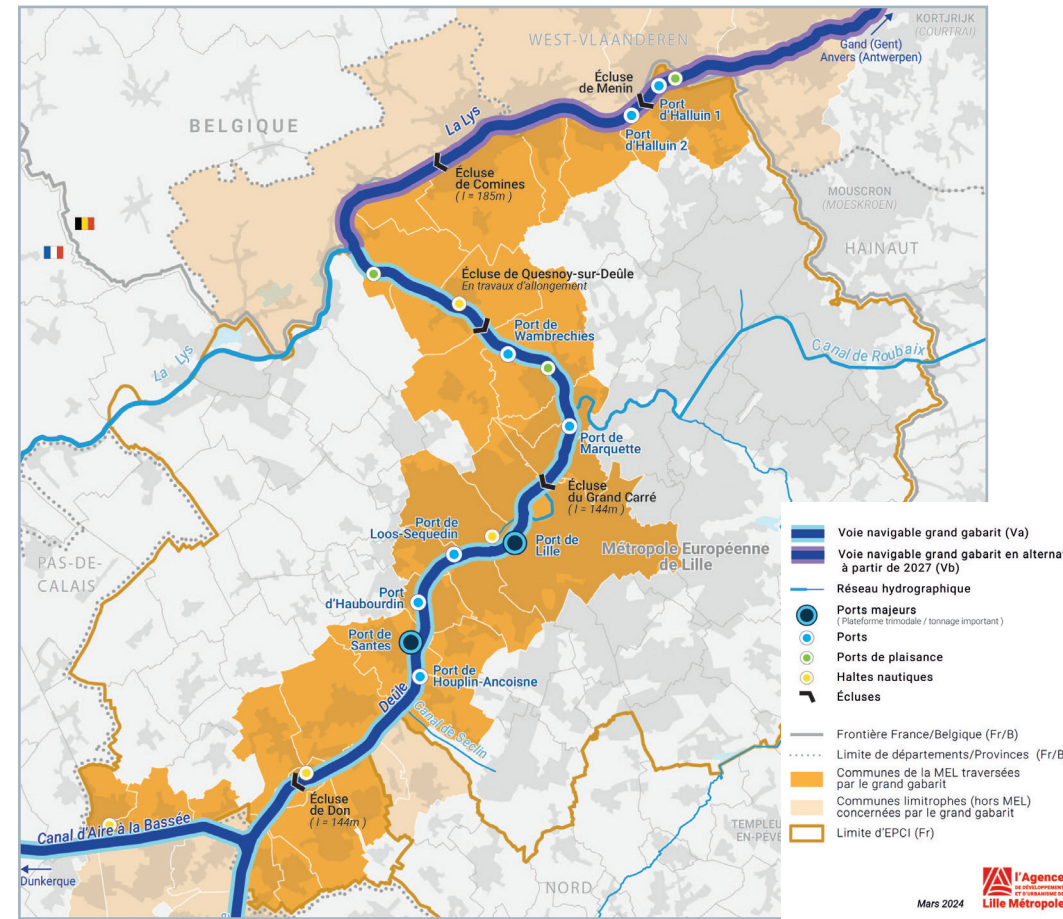 KORTJRIJK
(COURTRAI)
WEST-VLAANDEREN
Gand (Gent)
Anvers (Antwerpen)
Écluse
de Menin
Port
d'Halluin 1
Port
d'Halluin 2
BELGIQUE
La Lys
Écluse
de Comines
( l = 185m )
MOUSCRON
(MOESKROEN)
HAINAUT
Écluse de Quesnoy-sur-Deûle
En travaux d'allongement
Port de
Wambrechies
La Lys
Canal de Roubaix
Port de
Marquette
Écluse
du Grand Carré
( l = 144m )
Port de
Loos-Sequedin
Port de
Lille
Métropole Européenne
de Lille
PAS-DE-
CALAIS
Port
d'Haubourdin
Port de
Santes
Port de
Houplin-Ancoisne
Deûle
Canal de Seclin
Écluse
de Don
( l = 144m )
Canal d'Aire à la Bassée
Dunkerque
NORD
TEMPLEU
EN-PÉVÈ
Voie navigable grand gabarit (Va)
Voie navigable grand gabarit en alternat
à partir de 2027 (Vb)
Réseau hydrographique
Ports majeurs
( Plateforme trimodale / tonnage important )
Ports
Ports de plaisance
Haltes nautiques
Écluses
Frontière France/Belgique (Fr/B)
Limite de départements/Provinces (Fr/B
Communes de la MEL traversées
par le grand gabarit
Communes limitrophes (hors MEL)
concernées par le grand gabarit
Limite d'EPCI (Fr)
Mars 2024
l'Agence
DE DÉVELOPPEMENT
ET D'URBANISME DE
Lille Métropole